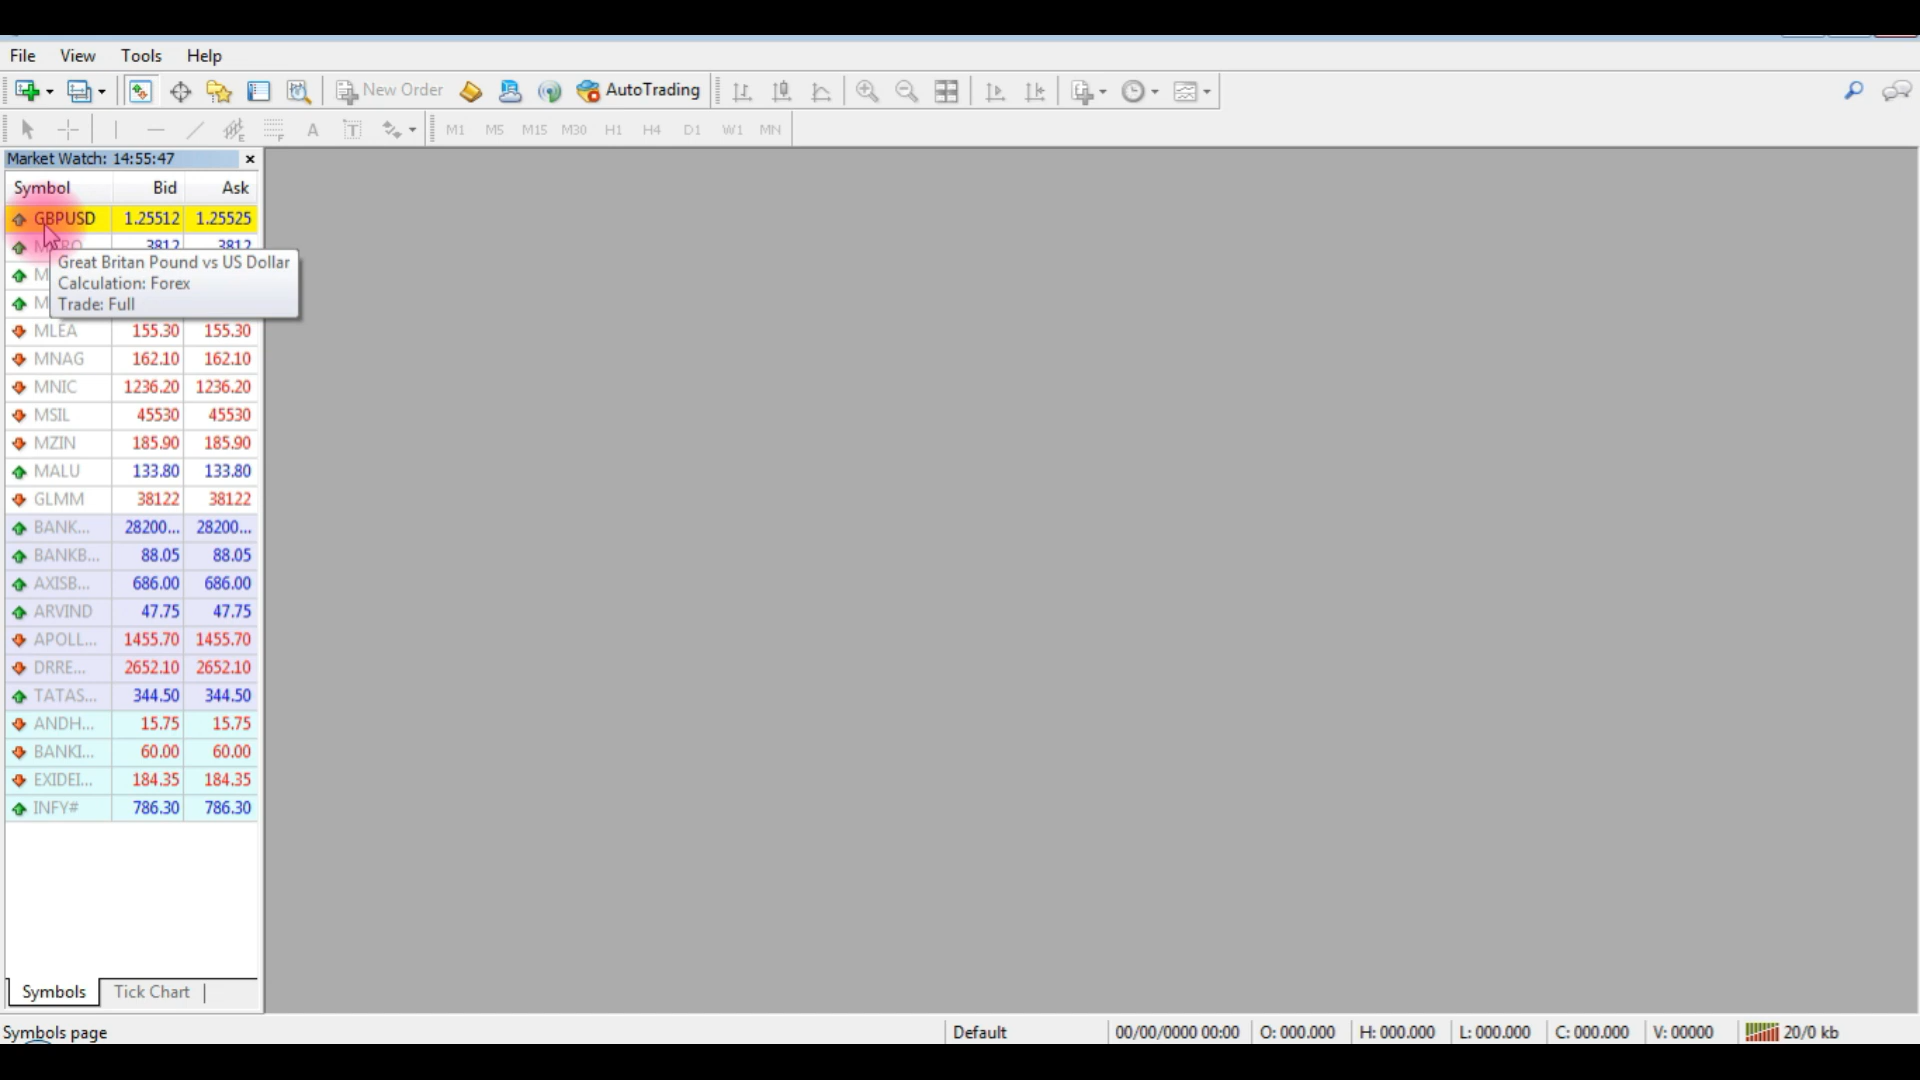 File View Tools Help
New Order AutoTrading
A T M1 M5 M15 M30 H1 H4 D1 W1 MN
Market Watch: 14:55:47
Symbol Bid Ask
GBPUSD 1.25512 1.25525
3812 3812
Great Britan Pound vs US Dollar
Calculation: Forex
Trade: Full
MLEA 155.30 155.30
MNAG 162.10 162.10
MNIC 1236.20 1236.20
MSIL 45530 45530
MZIN 185.90 185.90
MALU 133.80 133.80
GLMM 38122 38122
BANK... 28200... 28200...
BANKB... 88.05 88.05
AXISB... 686.00 686.00
ARVIND 47.75 47.75
APOLL... 1455.70 1455.70
DRRE... 2652.10 2652.10
TATAS... 344.50 344.50
ANDH... 15.75 15.75
BANKI... 60.00 60.00
EXIDEI... 184.35 184.35
INFY# 786.30 786.30
Symbols Tick Chart
Symbols page Default 00/00/0000 00:00 O: 000.000 H: 000.000 L: 000.000 C: 000.000 V: 00000 20/0 kb